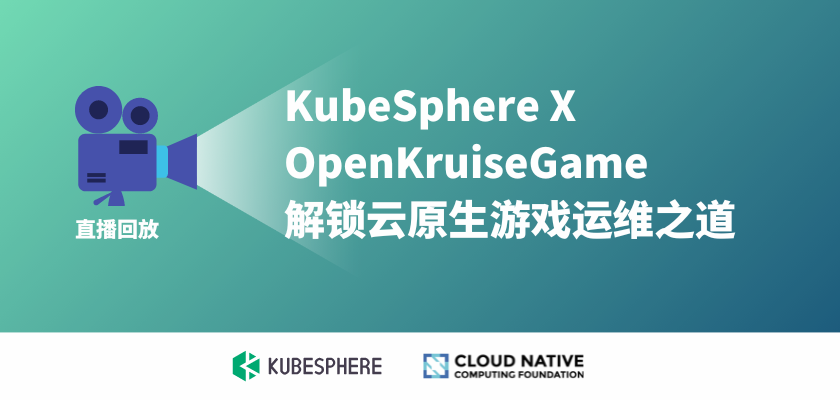 KubeSphere X
OpenKruiseGame
解锁云原生游戏运维之道
直播回放
KUBESPHERE
CLOUD NATIVE
COMPUTING FOUNDATION